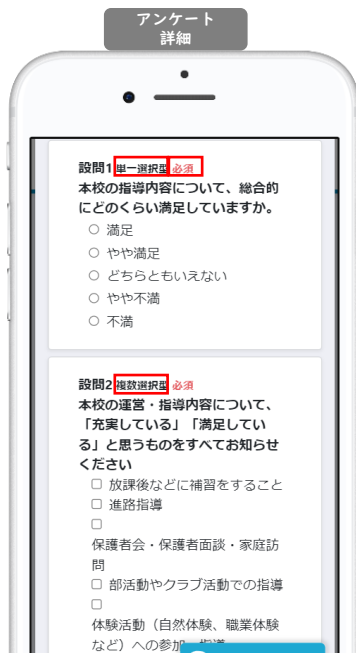 アンケート
詳細
設問1 単一選択型 必須
本校の指導内容について、総合的
にどのくらい満足していますか。
満足
やや満足
どちらともいえない
やや不満
不満
設問2 複数選択型 必須
本校の運営・指導内容について、
「充実している」「満足してい
る」と思うものをすべてお知らせ
ください
放課後などに補習をすること
進路指導
保護者会・保護者面談・家庭訪
問
部活動やクラブ活動での指導
体験活動（自然体験、職業体験
など）への参加